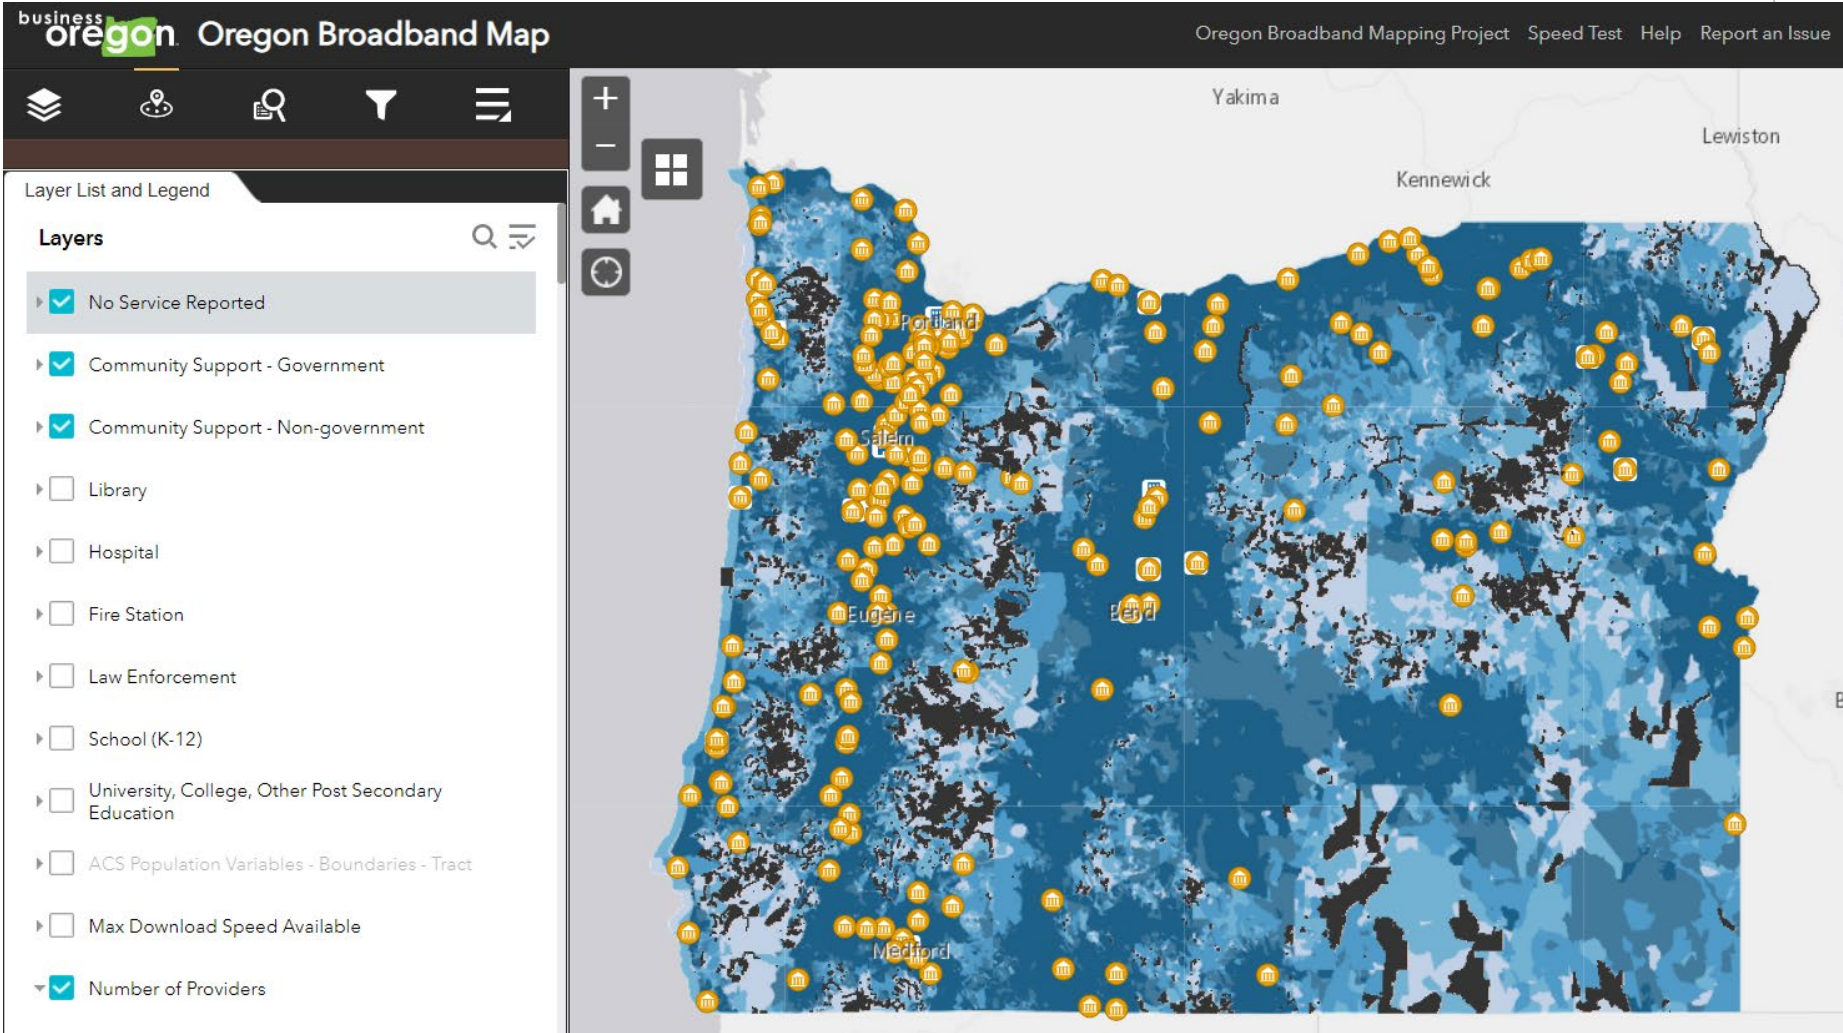 business
oregon
Oregon Broadband Map
Oregon Broadband Mapping Project Speed Test Help Report an Issue
Layer List and Legend
Layers
No Service Reported
Community Support - Government
Community Support - Non-government
Library
Hospital
Fire Station
Law Enforcement
School (K-12)
University, College, Other Post Secondary
Education
ACS Population Variables - Boundaries - Tract
Max Download Speed Available
Number of Providers
Yakima
Lewiston
Kennewick
Portland
Salem
Eugene
Bend
Medford